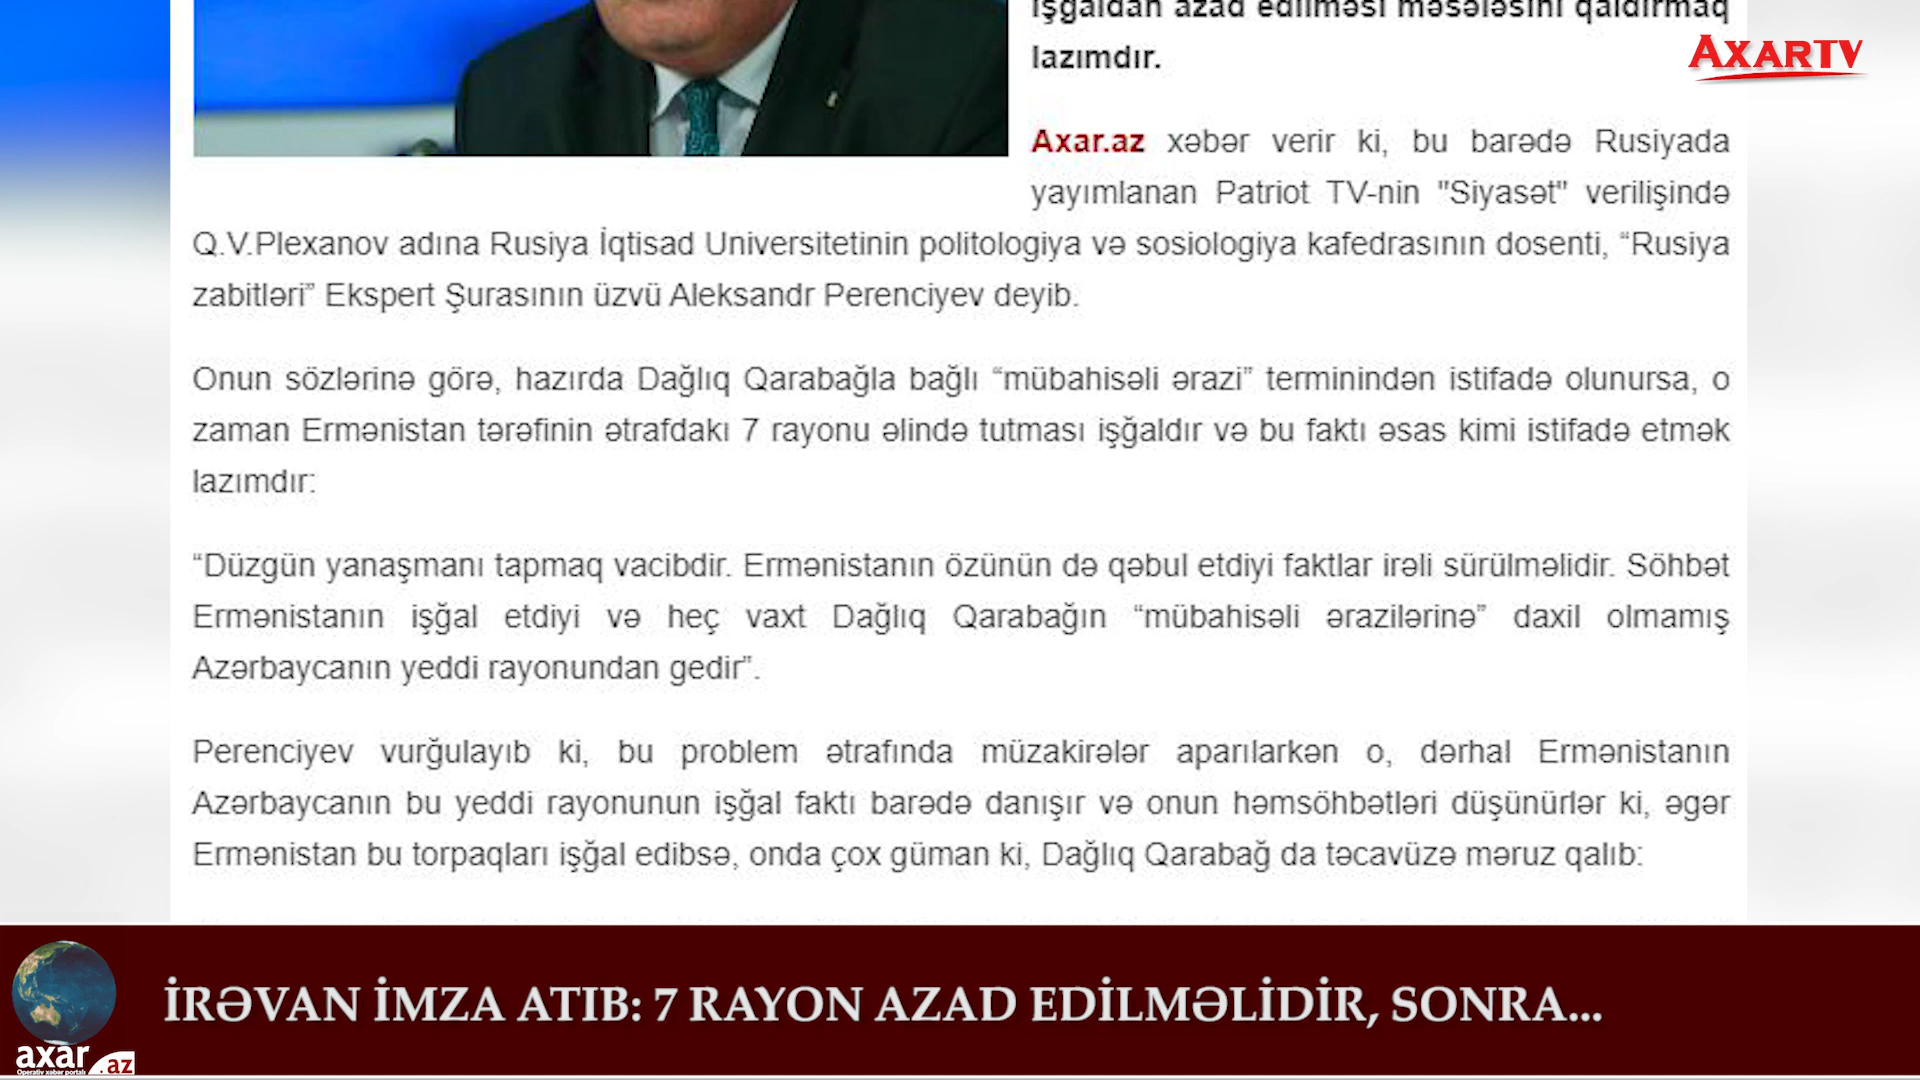 işğaldan azad edilməsi məsələsini qaldırmaq
lazımdır.
AXARTV
Axar.az xəbər verir ki, bu barədə Rusiyada
yayımlanan Patriot TV-nin "Siyasət" verilişində
Q.V.Plexanov adına Rusiya İqtisad Universitetinin politologiya və sosiologiya kafedrasının dosenti, “Rusiya
zabitləri” Ekspert Şurasının üzvü Aleksandr Perenciyev deyib.
Onun sözlərinə görə, hazırda Dağlıq Qarabağla bağlı “mübahisəli ərazi” terminindən istifadə olunursa, o
zaman Ermənistan tərəfinin ətrafdakı 7 rayonu əlində tutması işğaldır və bu faktı əsas kimi istifadə etmək
lazımdır:
“Düzgün yanaşmanı tapmaq vacibdir. Ermənistanın özünün də qəbul etdiyi faktlar irəli sürülməlidir. Söhbət
Ermənistanın işğal etdiyi və heç vaxt Dağlıq Qarabağın “mübahisəli ərazilərinə” daxil olmamış
Azərbaycanın yeddi rayonundan gedir”.
Perenciyev vurğulayıb ki, bu problem ətrafında müzakirələr aparılarkən o, dərhal Ermənistanın
Azərbaycanın bu yeddi rayonunun işğal faktı barədə danışır və onun həmsöhbətləri düşünürlər ki, əgər
Ermənistan bu torpaqları işğal edibsə, onda çox güman ki, Dağlıq Qarabağ da təcavüzə məruz qalıb:
İRƏVAN İMZA ATIB: 7 RAYON AZAD EDİLMƏLİDİR, SONRA...
axar.az
Operativ xəbər portalı